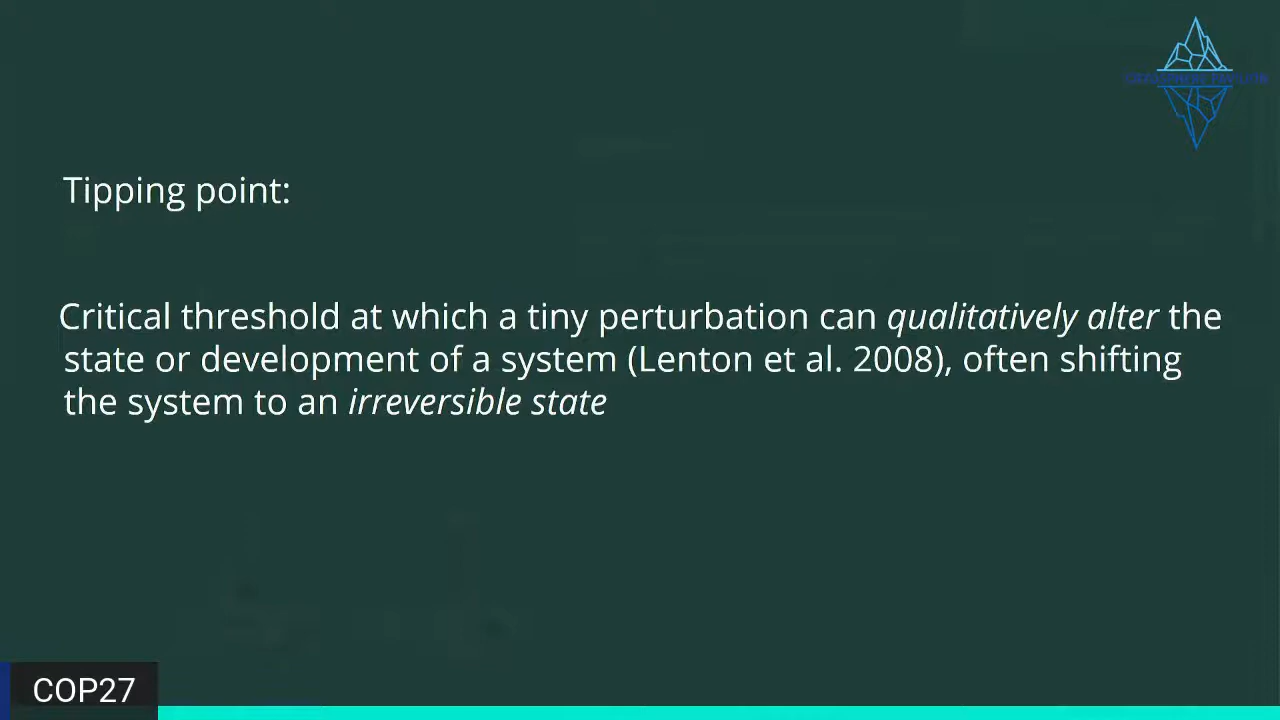 Tipping point:
Critical threshold at which a tiny perturbation can qualitatively alter the
state or development of a system (Lenton et al. 2008), often shifting
the system to an irreversible state
COP27